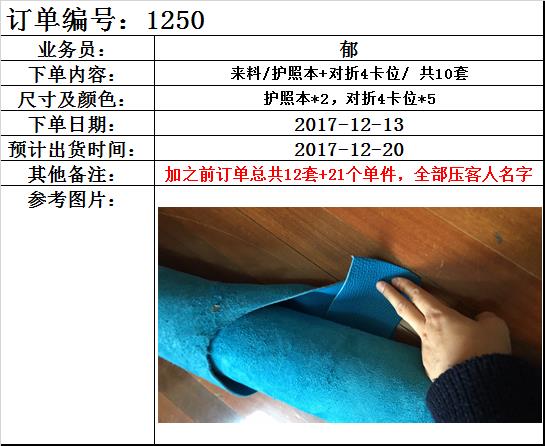 订单编号：1250
业务员： 郁
下单内容： 来料/护照本+对折4卡位/ 共10套
尺寸及颜色： 护照本*2，对折4卡位*5
下单日期： 2017-12-13
预计出货时间： 2017-12-20
其他备注： 加之前订单总共12套+21个单件，全部压客人名字
参考图片：